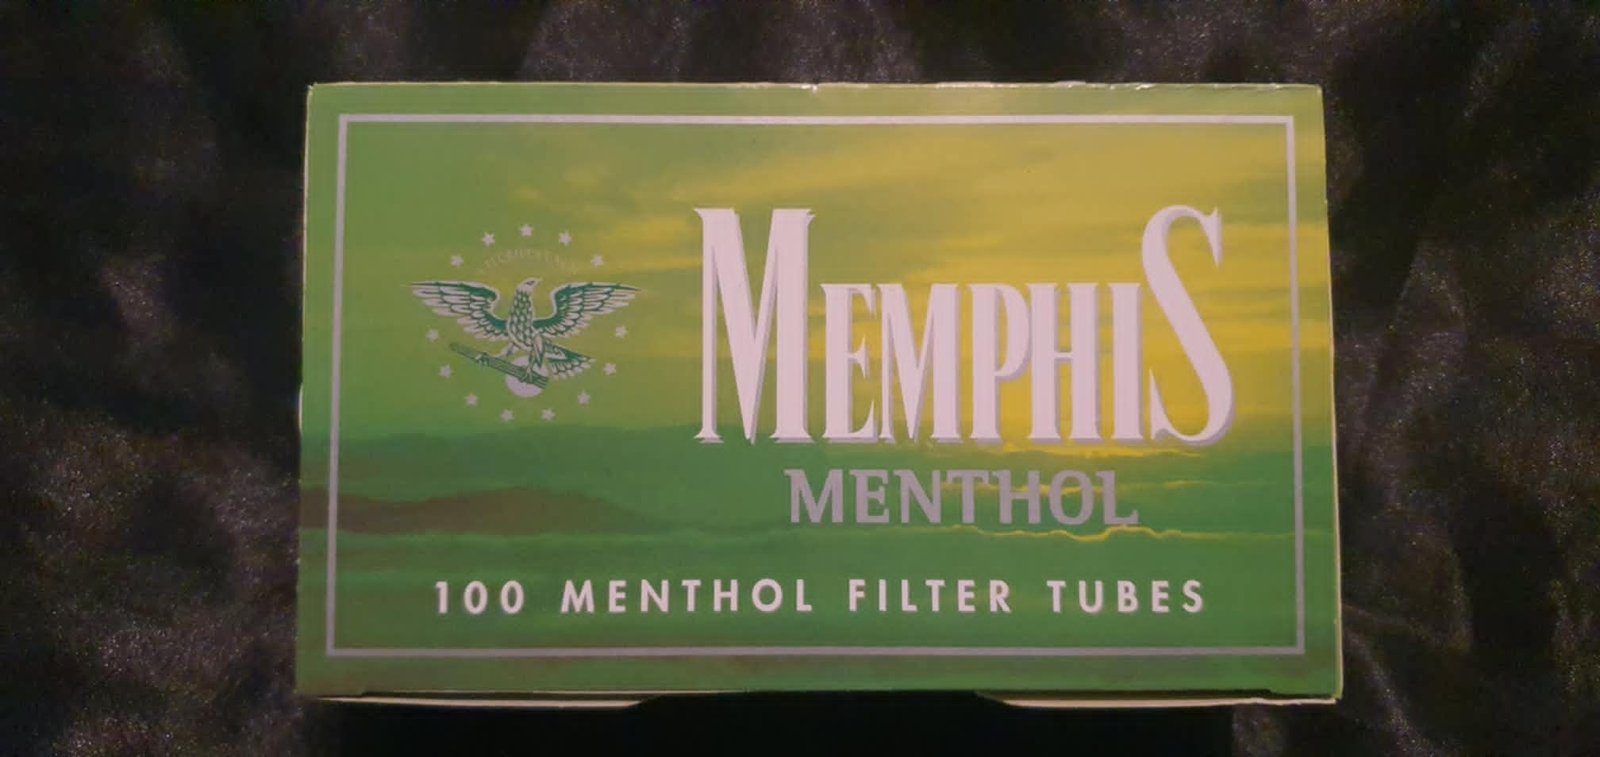 MEMPHIS
MENTHOL
100 MENTHOL FILTER TUBES